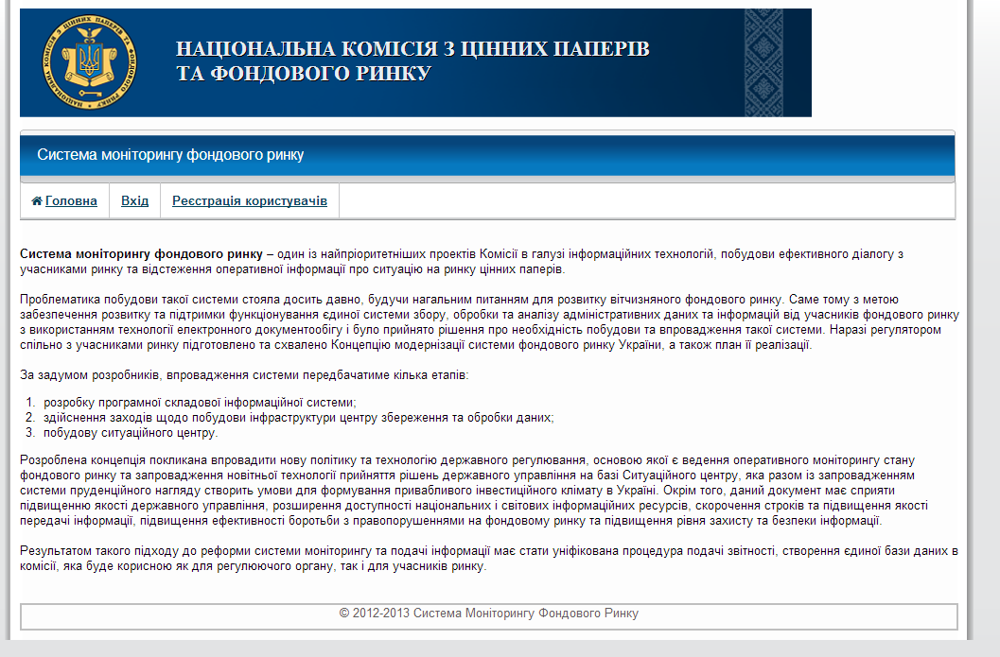 НАЦІОНАЛЬНА КОМІСІЯ З ЦІННИХ ПАПЕРІВ
ТА ФОНДОВОГО РИНКУ
НАЦІОНАЛЬНА КОМІСІЯ З ЦІННИХ ПАПЕРІВ ТА ФОНДОВОГО РИНКУ
Система моніторингу фондового ринку
Головна Вхід Реєстрація користувачів
Система моніторингу фондового ринку – один із найпріоритетніших проектів Комісії в галузі інформаційних технологій, побудови ефективного діалогу з
учасниками ринку та відстеження оперативної інформації про ситуацію на ринку цінних паперів.
Проблематика побудови такої системи стояла досить давно, будучи нагальним питанням для розвитку вітчизняного фондового ринку. Саме тому з метою
забезпечення розвитку та підтримки функціонування єдиної системи збору, обробки та аналізу адміністративних даних та інформацій від учасників фондового ринку
з використанням технології електронного документообігу і було прийнято рішення про необхідність побудови та впровадження такої системи. Наразі регулятором
спільно з учасниками ринку підготовлено та схвалено Концепцію модернізації системи фондового ринку України, а також план її реалізації.
За задумом розробників, впровадження системи передбачатиме кілька етапів:
1. розробку програмної складової інформаційної системи;
2. здійснення заходів щодо побудови інфраструктури центру збереження та обробки даних;
3. побудову ситуаційного центру.
Розроблена концепція покликана впровадити нову політику та технологію державного регулювання, основою якої є ведення оперативного моніторингу стану
фондового ринку та запровадження новітньої технології прийняття рішень державного управління на базі Ситуаційного центру, яка разом із запровадженням
системи пруденційного нагляду створить умови для формування привабливого інвестиційного клімату в Україні. Окрім того, даний документ має сприяти
підвищенню якості державного управління, розширення доступності національних і світових інформаційних ресурсів, скорочення строків та підвищення якості
передачі інформації, підвищення ефективності боротьби з правопорушеннями на фондовому ринку та підвищення рівня захисту та безпеки інформації.
Результатом такого підходу до реформи системи моніторингу та подачі інформації має стати уніфікована процедура подачі звітності, створення єдиної бази даних в
комісії, яка буде корисною як для регулюючого органу, так і для учасників ринку.
© 2012-2013 Система Моніторингу Фондового Ринку